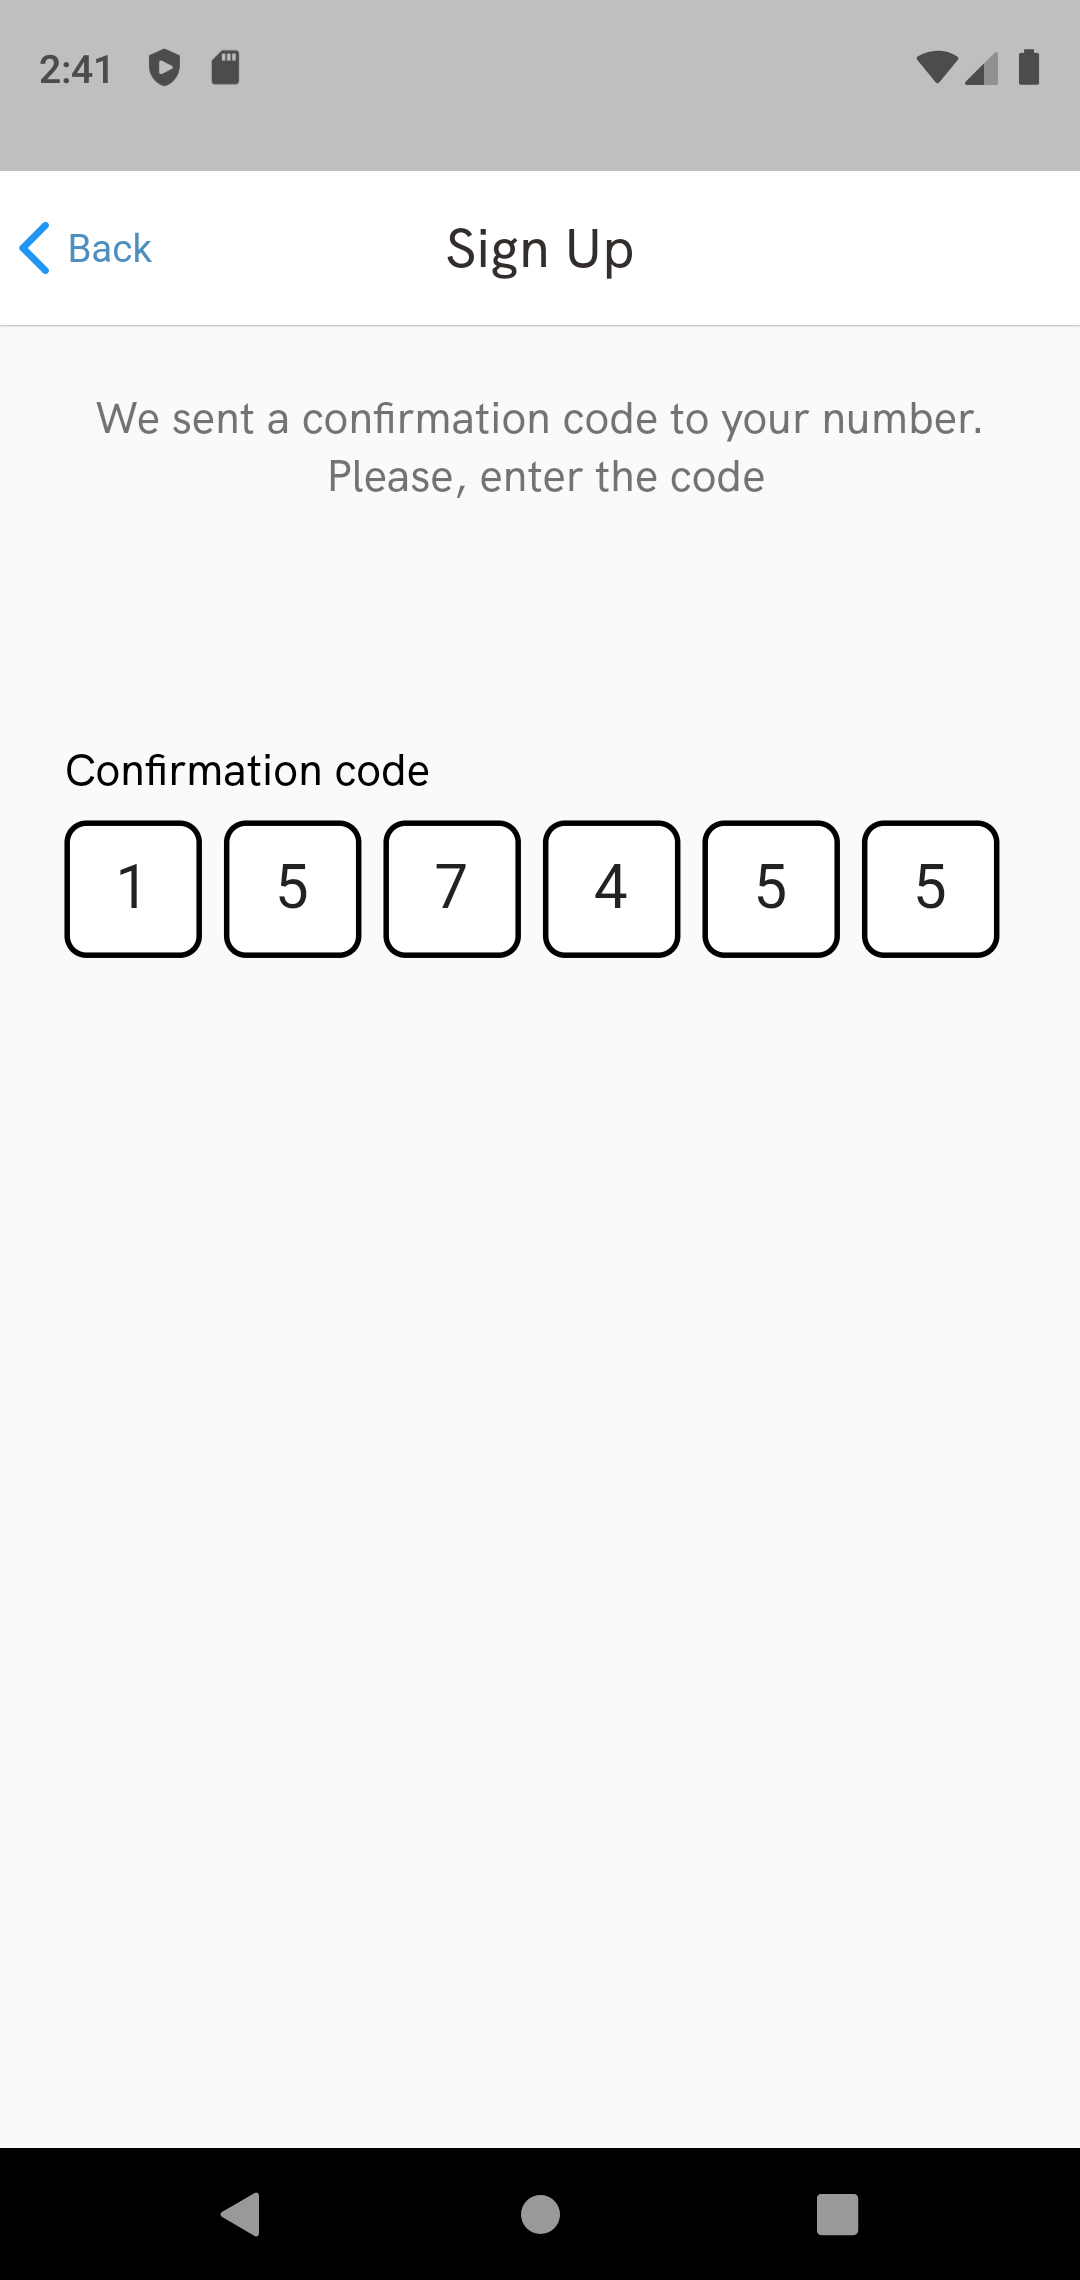 2:41
Back
Sign Up
We sent a confirmation code to your number.
Please, enter the code
Confirmation code
1 5 7 4 5 5